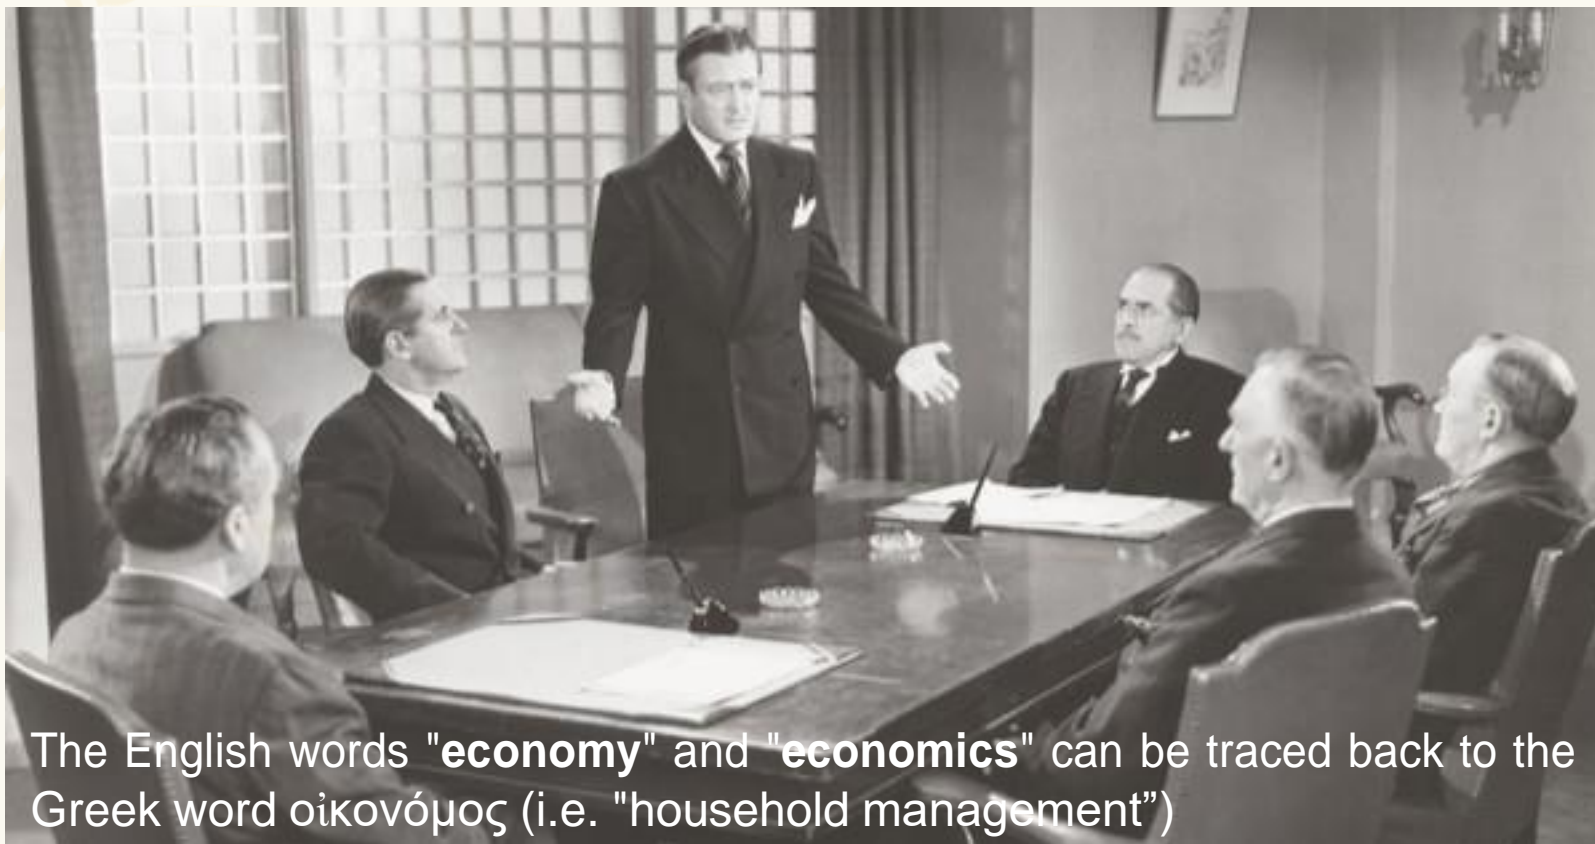 The English words "economy" and "economics" can be traced back to the
Greek word οἰκονόμος (i.e. "household management”)